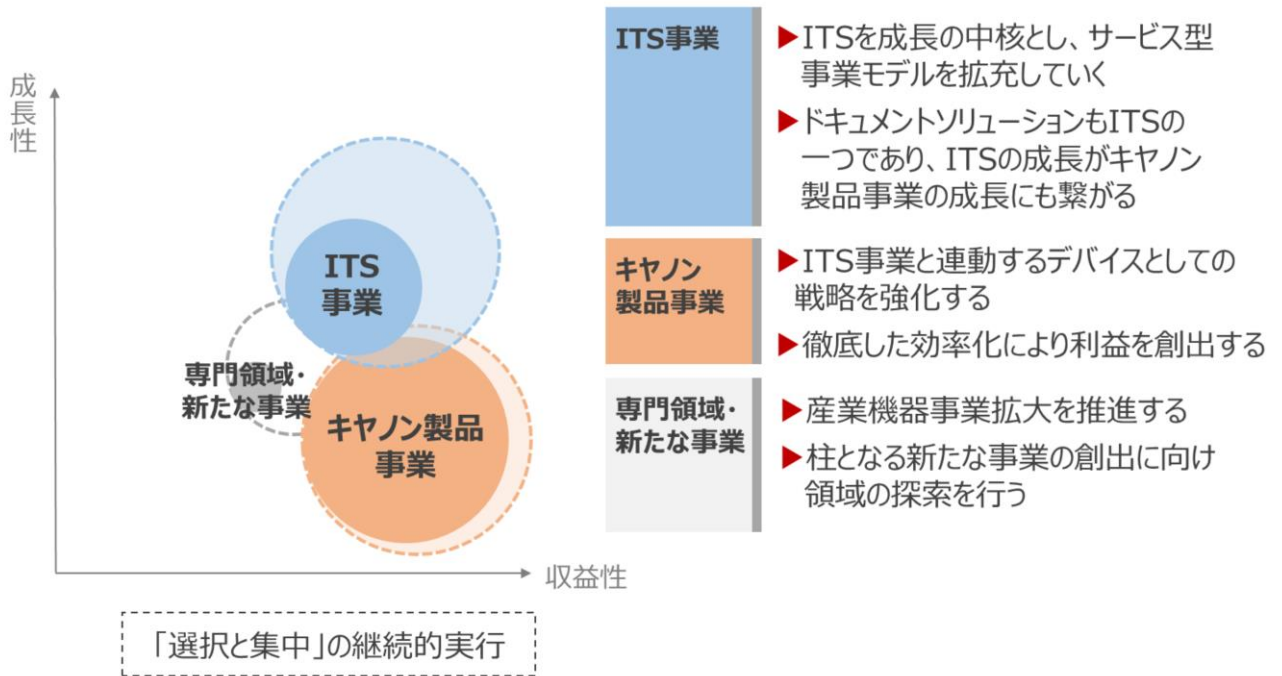 成長性
ITS
事業
専門領域・
新たな事業
キヤノン製品
事業
収益性
「選択と集中」の継続的実行
ITS事業
▶ITSを成長の中核とし、サービス型
事業モデルを拡充していく
▶ドキュメントソリューションもITSの
一つであり、ITSの成長がキヤノン
製品事業の成長にも繋がる
キヤノン
製品事業
▶ITS事業と連動するデバイスとしての
戦略を強化する
▶徹底した効率化により利益を創出する
専門領域・
新たな事業
▶産業機器事業拡大を推進する
▶柱となる新たな事業の創出に向け
領域の探索を行う